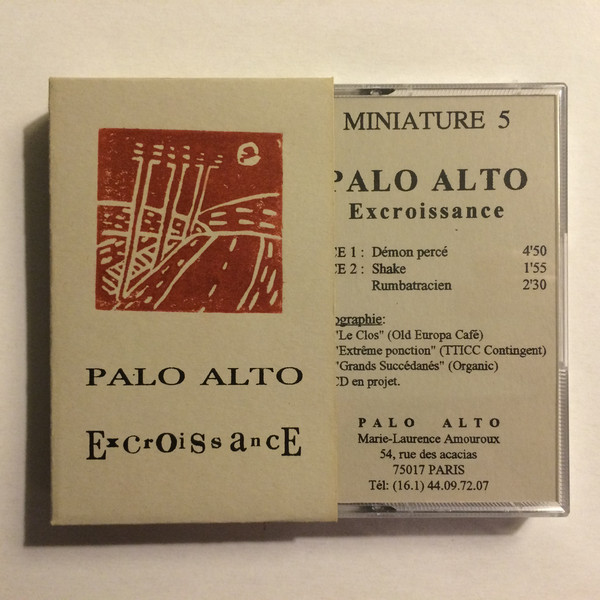 PALO ALTO
ExcrOissancE
MINIATURE 5
PALO ALTO
Excroissance
CE 1 : Démon percé 4'50
CE 2 : Shake 1'55
Rumbatracien 2'30
ographie:
"Le Clos" (Old Europa Café)
"Extrême ponction" (TTICC Contingent)
"Grands Succédanés" (Organic)
CD en projet.
PALO ALTO
Marie-Laurence Amouroux
54, rue des acacias
75017 PARIS
Tél: (16.1) 44.09.72.07